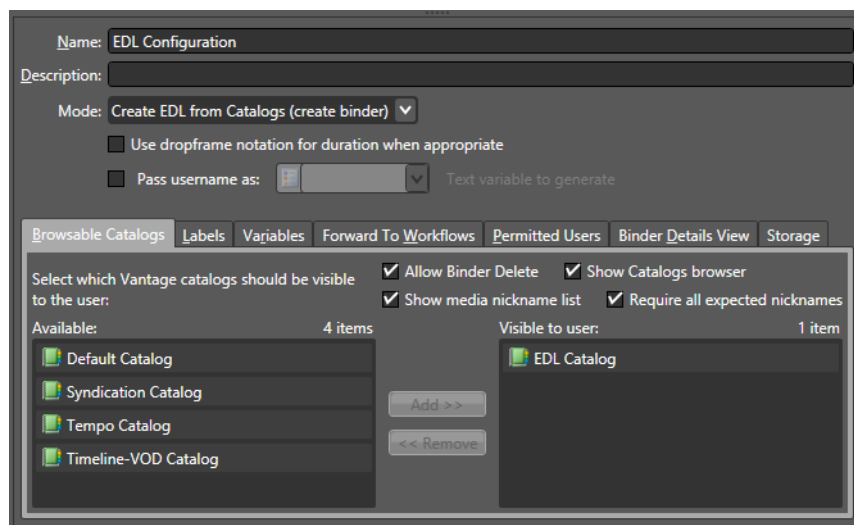 Name: EDL Configuration
Description:
Mode: Create EDL from Catalogs (create binder)
Use dropframe notation for duration when appropriate
Pass username as: Text variable to generate
Browsable Catalogs Labels Variables Forward To Workflows Permitted Users Binder Details View Storage
Select which Vantage catalogs should be visible
to the user:
Allow Binder Delete Show Catalogs browser
Show media nickname list Require all expected nicknames
Available: 4 items
Visible to user: 1 item
Default Catalog
Syndication Catalog
Tempo Catalog
Timeline-VOD Catalog
Add >>
<< Remove
EDL Catalog